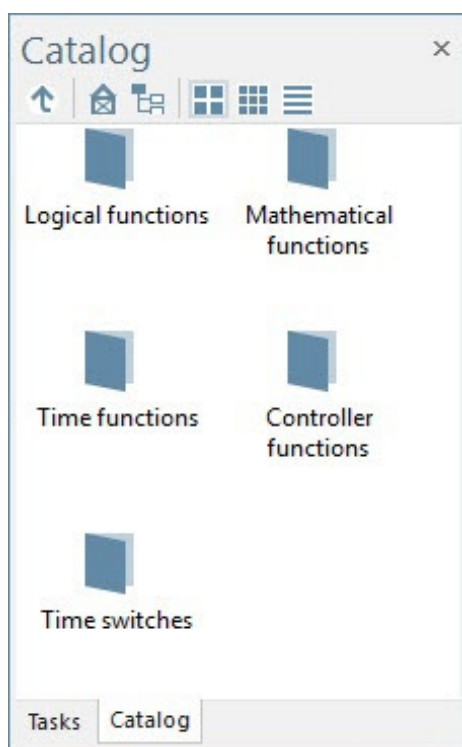 Catalog
Logical functions
Mathematical
functions
Time functions
Controller
functions
Time switches
Tasks
Catalog